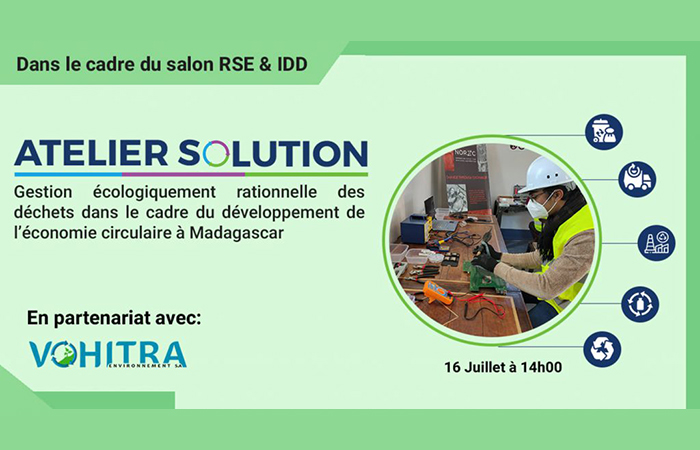 Dans le cadre du salon RSE & IDD
ATELIER SOLUTION
Gestion écologiquement rationnelle des
déchets dans le cadre du développement de
l'économie circulaire à Madagascar
En partenariat avec:
VOHITRA
ENVIRONNEMENT SA
16 Juillet à 14h00